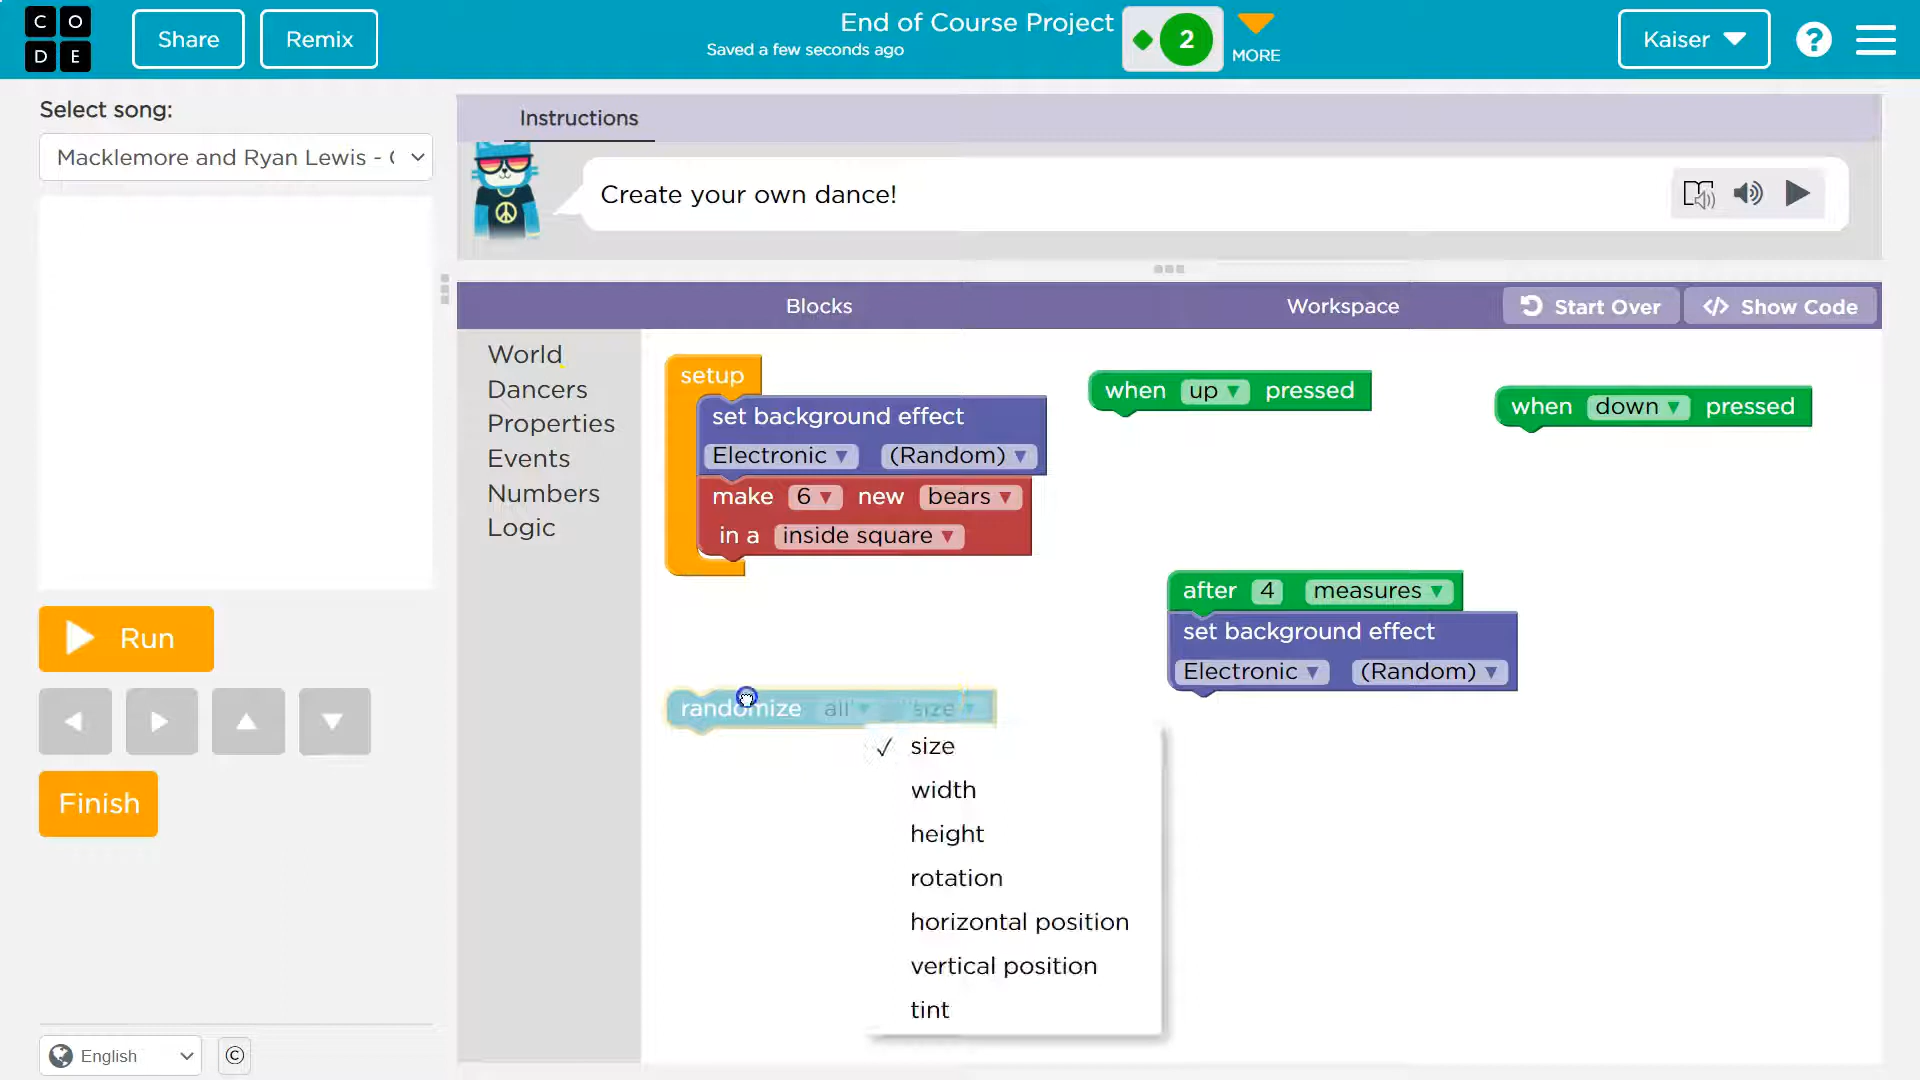 C O
D E
Share
Remix
End of Course Project
Saved a few seconds ago
2
MORE
Kaiser
?
Select song:
Macklemore and Ryan Lewis - (
Instructions
Create your own dance!
Blocks
Workspace
Start Over
</> Show Code
World
Dancers
Properties
Events
Numbers
Logic
setup
set background effect
Electronic (Random)
make 6 new bears
in a inside square
when up pressed
when down pressed
after 4 measures
set background effect
Electronic (Random)
randomize all size
✓ size
width
height
rotation
horizontal position
vertical position
tint
Run
Finish
English
©